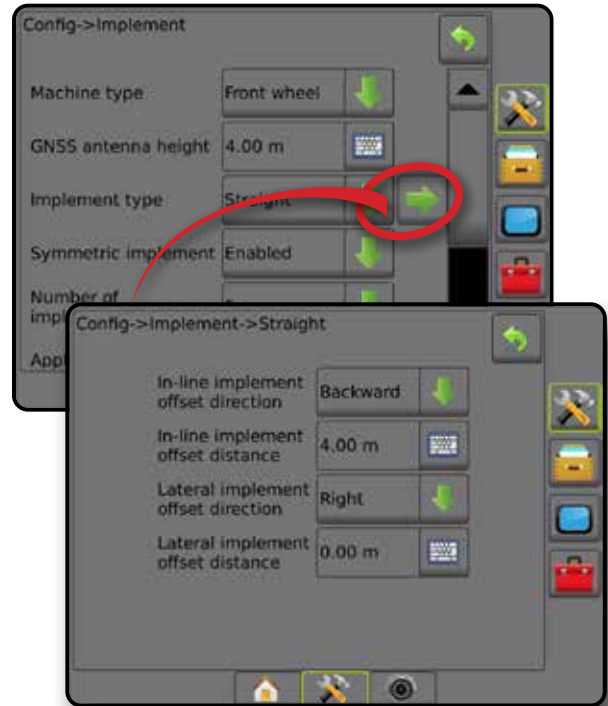 Config->Implement
Machine type Front wheel
GNSS antenna height 4.00 m
Implement type Straight
Symmetric implement Enabled
Number of
Config->Implement->Straight
In-line implement
offset direction Backward
In-line implement
offset distance 4.00 m
Lateral implement
offset direction Right
Lateral implement
offset distance 0.00 m